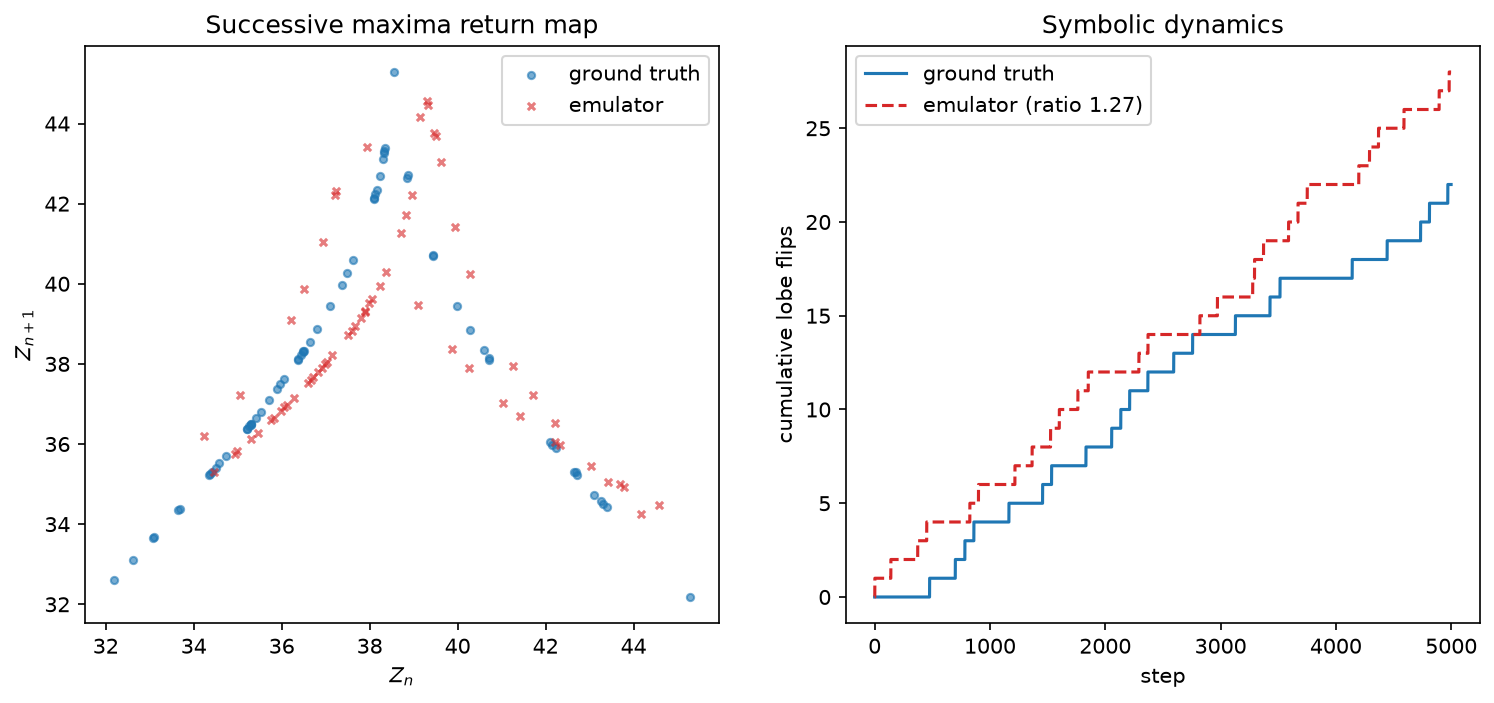 Successive maxima return map
ground truth
emulator
44
42
40
38
36
34
32
Zn+1
32
34
36
38
40
42
44
Zn
Symbolic dynamics
ground truth
emulator (ratio 1.27)
25
20
15
10
5
0
cumulative lobe flips
0
1000
2000
3000
4000
5000
step